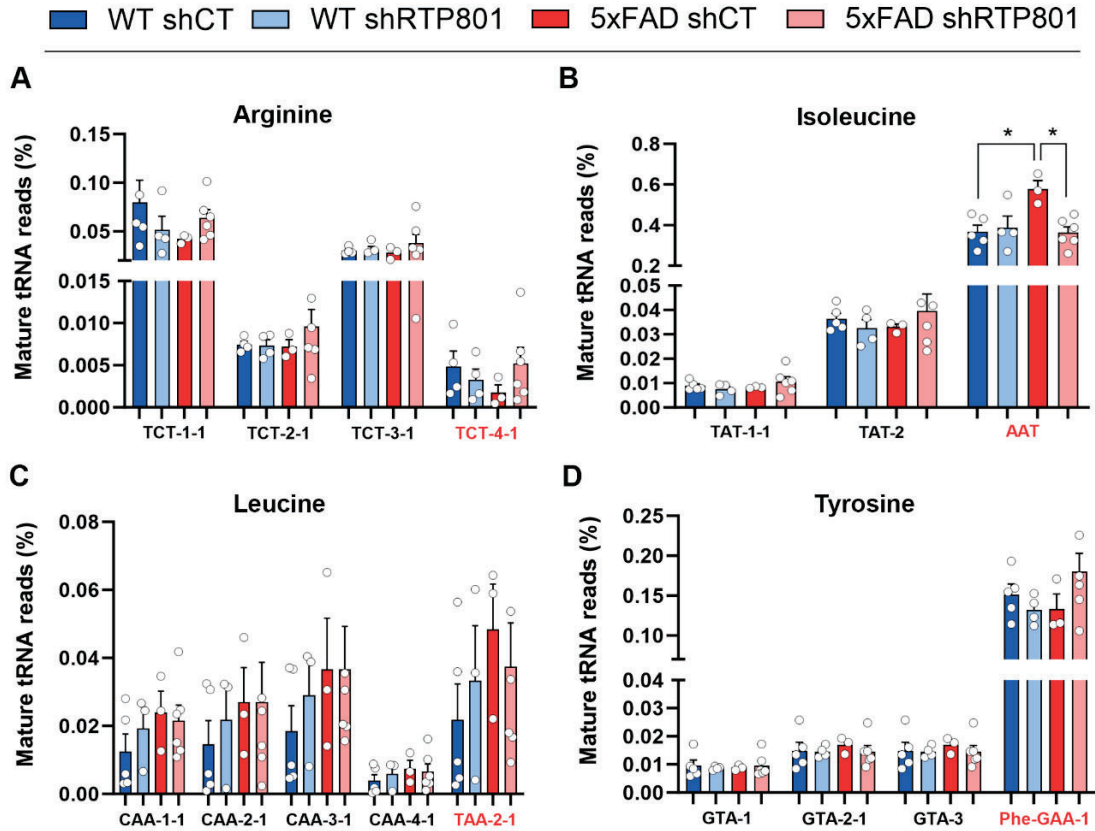 WT shCT WT shRTP801 5xFAD shCT 5xFAD shRTP801
A
Arginine
Mature tRNA reads (%)
0.15
0.10
0.05
0.015
0.010
0.005
0.000
TCT-1-1 TCT-2-1 TCT-3-1 TCT-4-1
B
Isoleucine
Mature tRNA reads (%)
0.8
0.6
0.4
0.2
0.04
0.03
0.02
0.01
0.00
* *
TAT-1-1 TAT-2 AAT
C
Leucine
Mature tRNA reads (%)
0.08
0.06
0.04
0.02
0.00
CAA-1-1 CAA-2-1 CAA-3-1 CAA-4-1 TAA-2-1
D
Tyrosine
Mature tRNA reads (%)
0.25
0.20
0.15
0.10
0.04
0.03
0.02
0.01
0.00
GTA-1 GTA-2-1 GTA-3 Phe-GAA-1